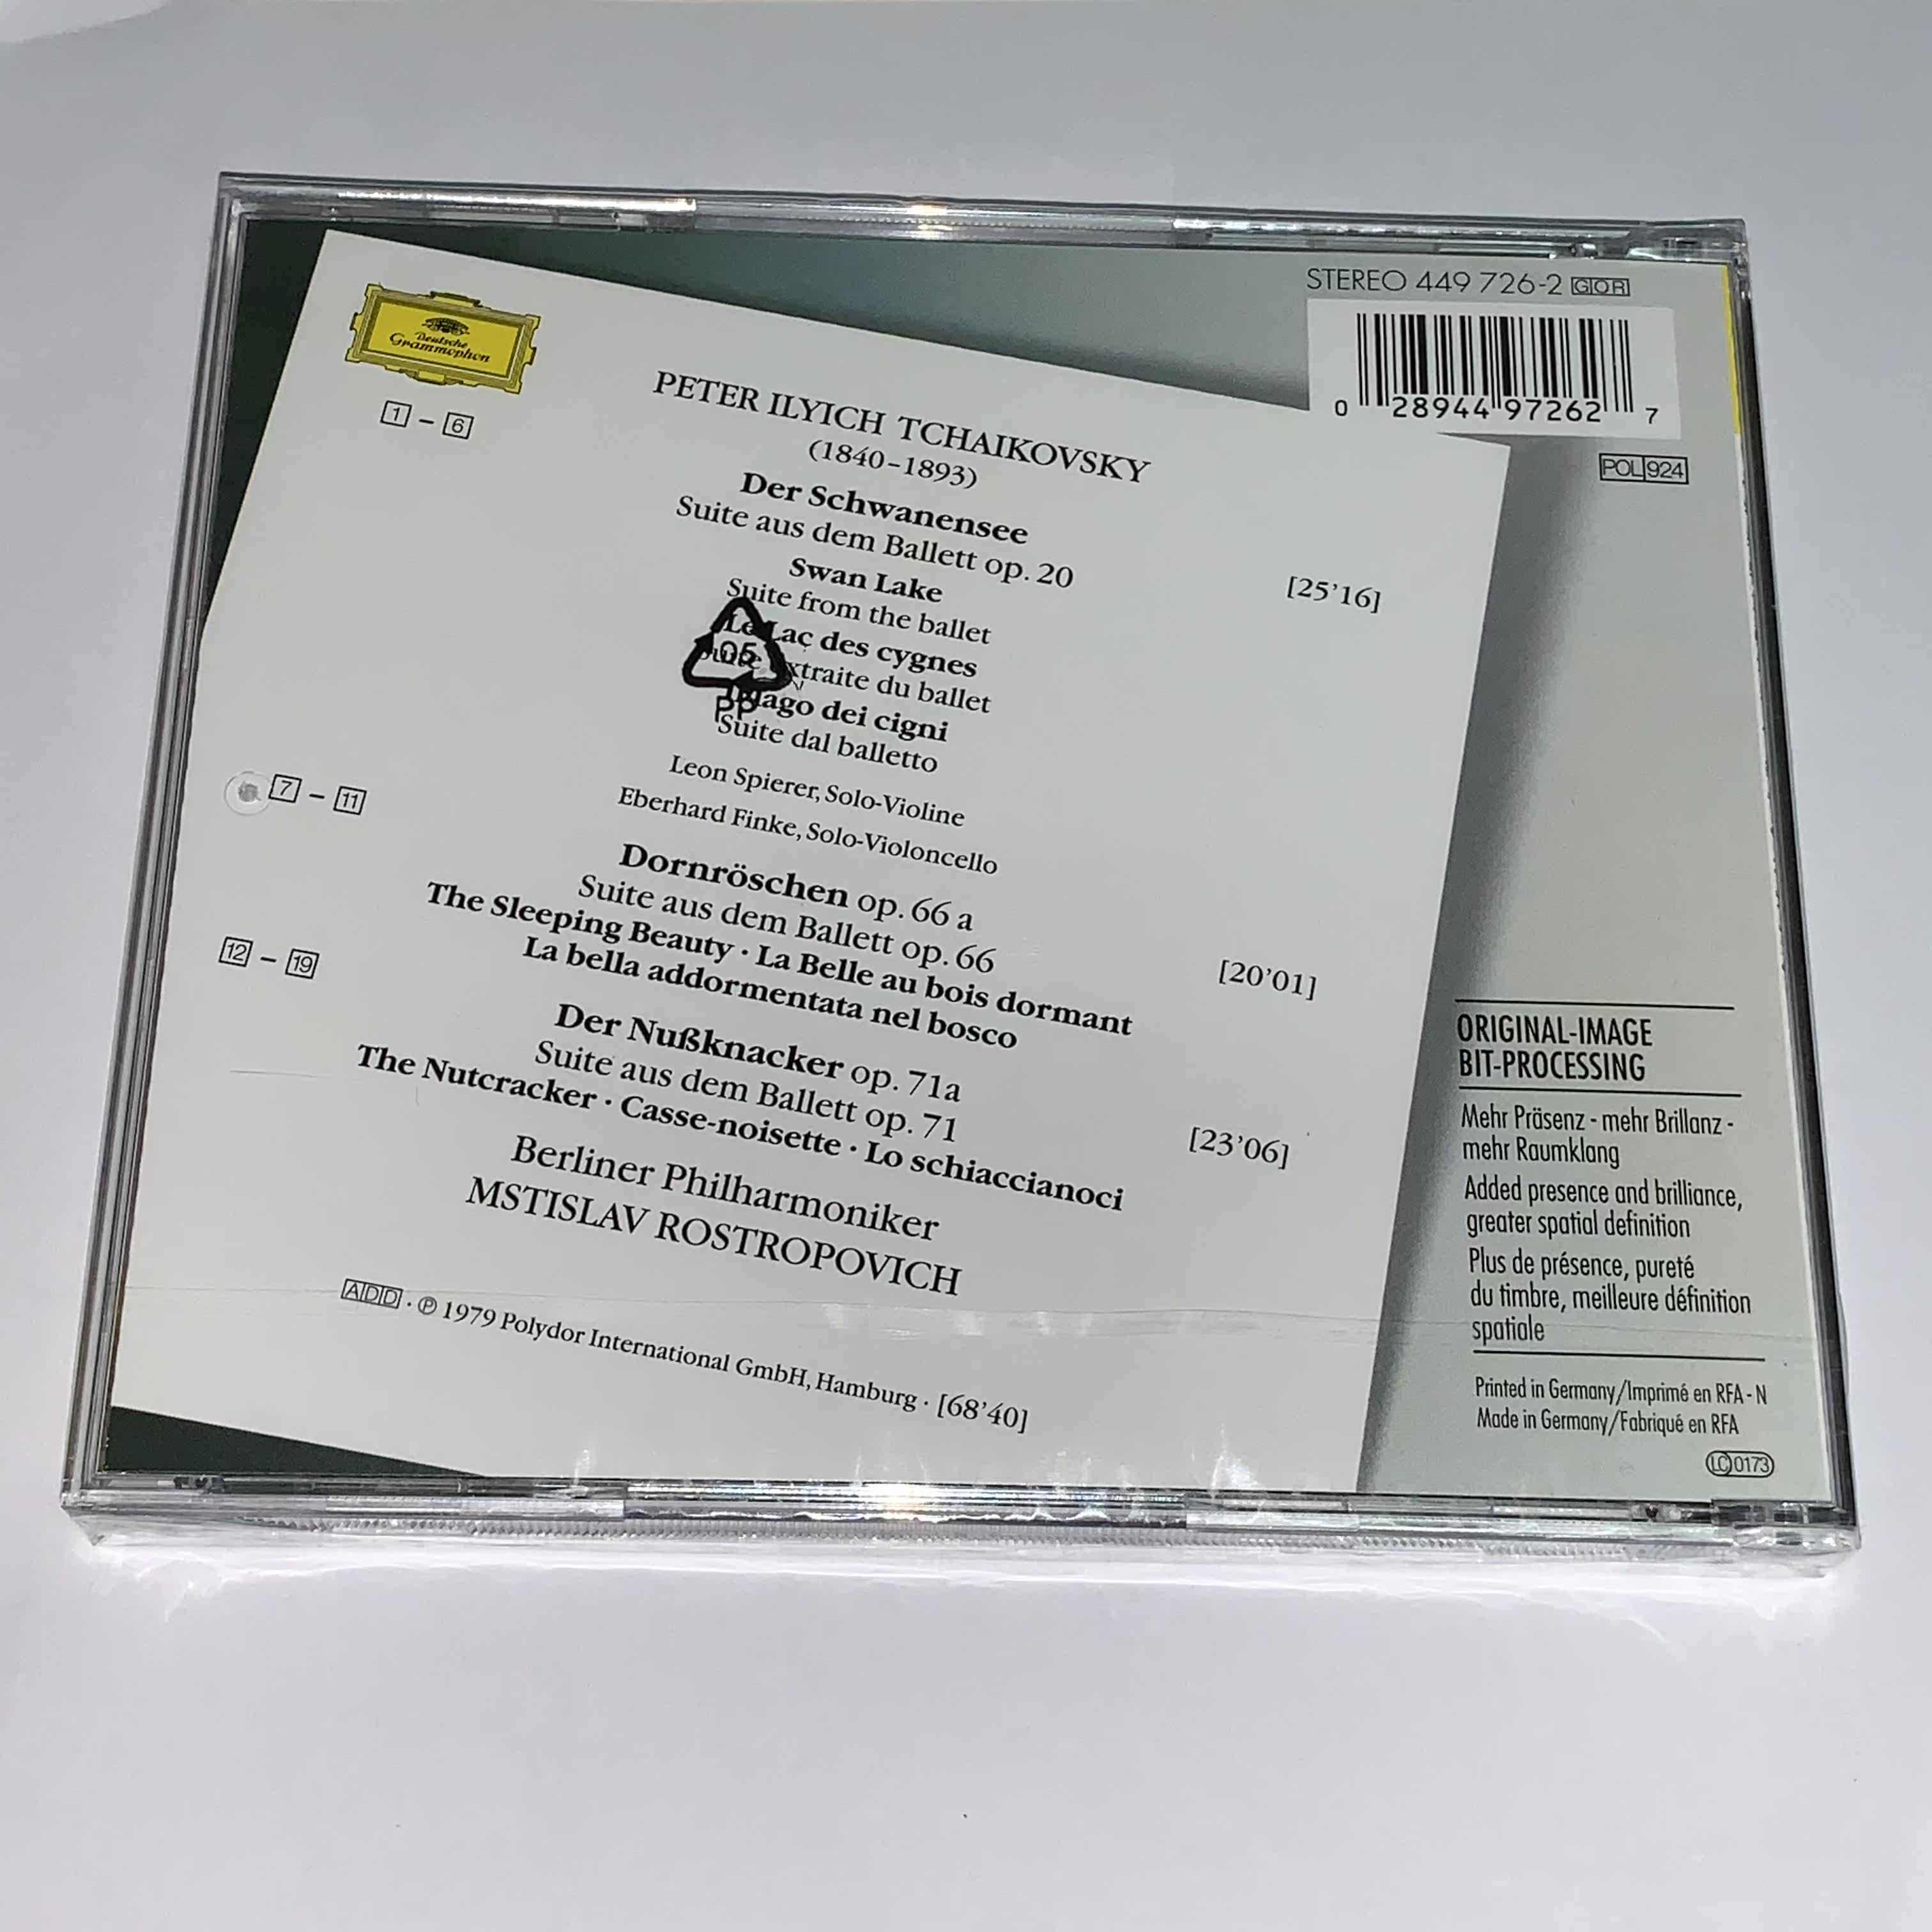 STEREO 449 726-2 GOR
0 28944 97262 7
POL 924
Deutsche
Grammophon
PETER ILYICH TCHAIKOVSKY
(1840–1893)
1 – 6
Der Schwanensee
Suite aus dem Ballett op. 20 [25’16]
Swan Lake
Suite from the ballet
Le Lac des cygnes
Suite extraite du ballet
Il lago dei cigni
Suite dal balletto
05
PP
Leon Spierer, Solo-Violine
Eberhard Finke, Solo-Violoncello
7 – 11
Dornröschen op. 66 a
Suite aus dem Ballett op. 66 [20’01]
The Sleeping Beauty · La Belle au bois dormant
La bella addormentata nel bosco
12 – 19
Der Nußknacker op. 71a
Suite aus dem Ballett op. 71 [23’06]
The Nutcracker · Casse-noisette · Lo schiaccianoci
Berliner Philharmoniker
MSTISLAV ROSTROPOVICH
ADD · ℗ 1979 Polydor International GmbH, Hamburg · [68’40]
ORIGINAL-IMAGE
BIT-PROCESSING
Mehr Präsenz - mehr Brillanz -
mehr Raumklang
Added presence and brilliance,
greater spatial definition
Plus de présence, pureté
du timbre, meilleure définition
spatiale
Printed in Germany/Imprimé en RFA - N
Made in Germany/Fabriqué en RFA
LC 0173